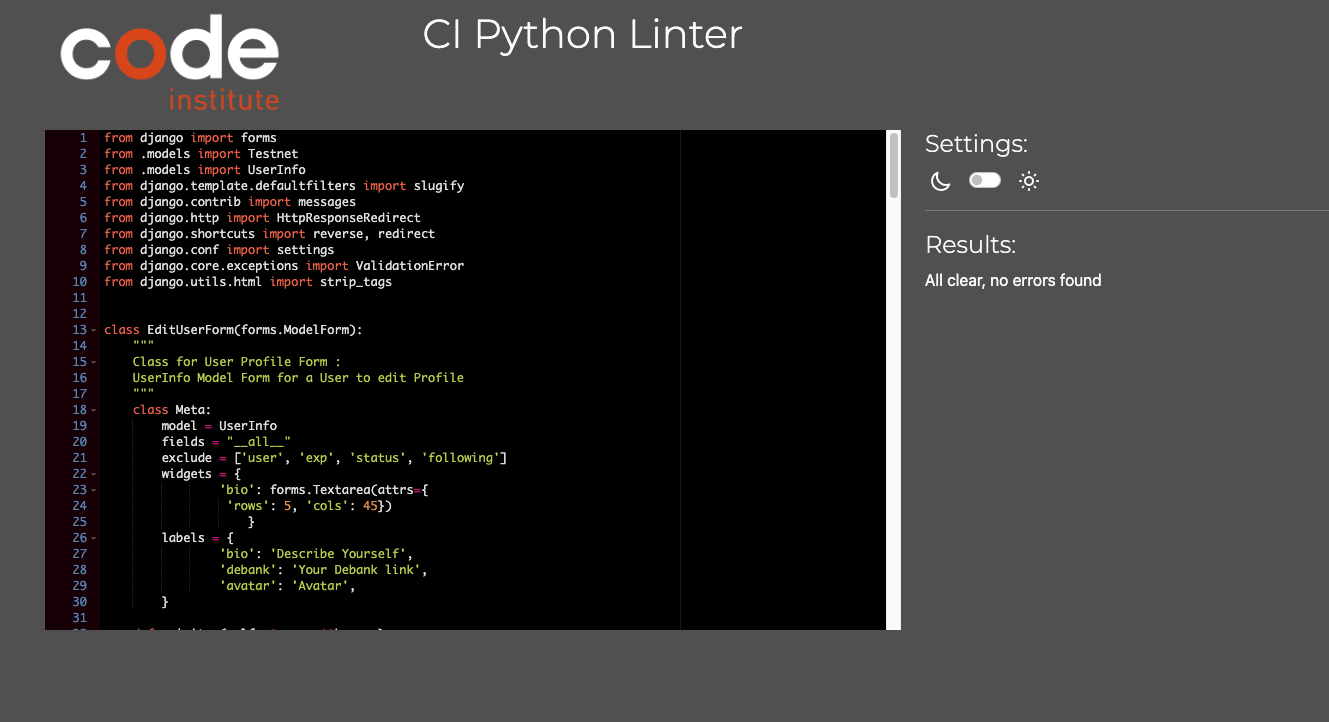 code
institute
CI Python Linter
1 from django import forms
2 from .models import Testnet
3 from .models import UserInfo
4 from django.template.defaultfilters import slugify
5 from django.contrib import messages
6 from django.http import HttpResponseRedirect
7 from django.shortcuts import reverse, redirect
8 from django.conf import settings
9 from django.core.exceptions import ValidationError
10 from django.utils.html import strip_tags
11
12
13 class EditUserForm(forms.ModelForm):
14     """
15     Class for User Profile Form :
16     UserInfo Model Form for a User to edit Profile
17     """
18     class Meta:
19         model = UserInfo
20         fields = "__all__"
21         exclude = ['user', 'exp', 'status', 'following']
22         widgets = {
23                 'bio': forms.Textarea(attrs={
24                  'rows': 5, 'cols': 45})
25                     }
26         labels = {
27                 'bio': 'Describe Yourself',
28                 'debank': 'Your Debank link',
29                 'avatar': 'Avatar',
30         }
31
Settings:
Results:
All clear, no errors found